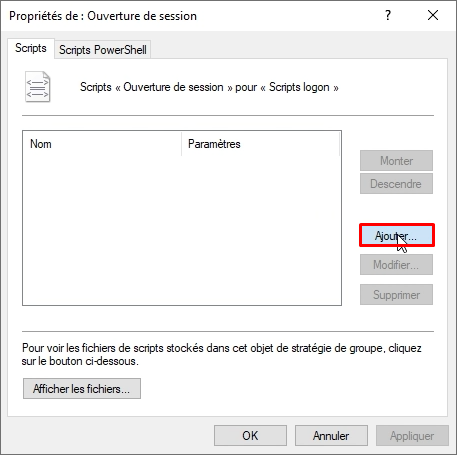 Propriétés de : Ouverture de session
Scripts
Scripts PowerShell
Scripts « Ouverture de session » pour « Scripts logon »
Nom
Paramètres
Monter
Descendre
Ajouter...
Modifier...
Supprimer
Pour voir les fichiers de scripts stockés dans cet objet de stratégie de groupe, cliquez
sur le bouton ci-dessous.
Afficher les fichiers...
OK
Annuler
Appliquer